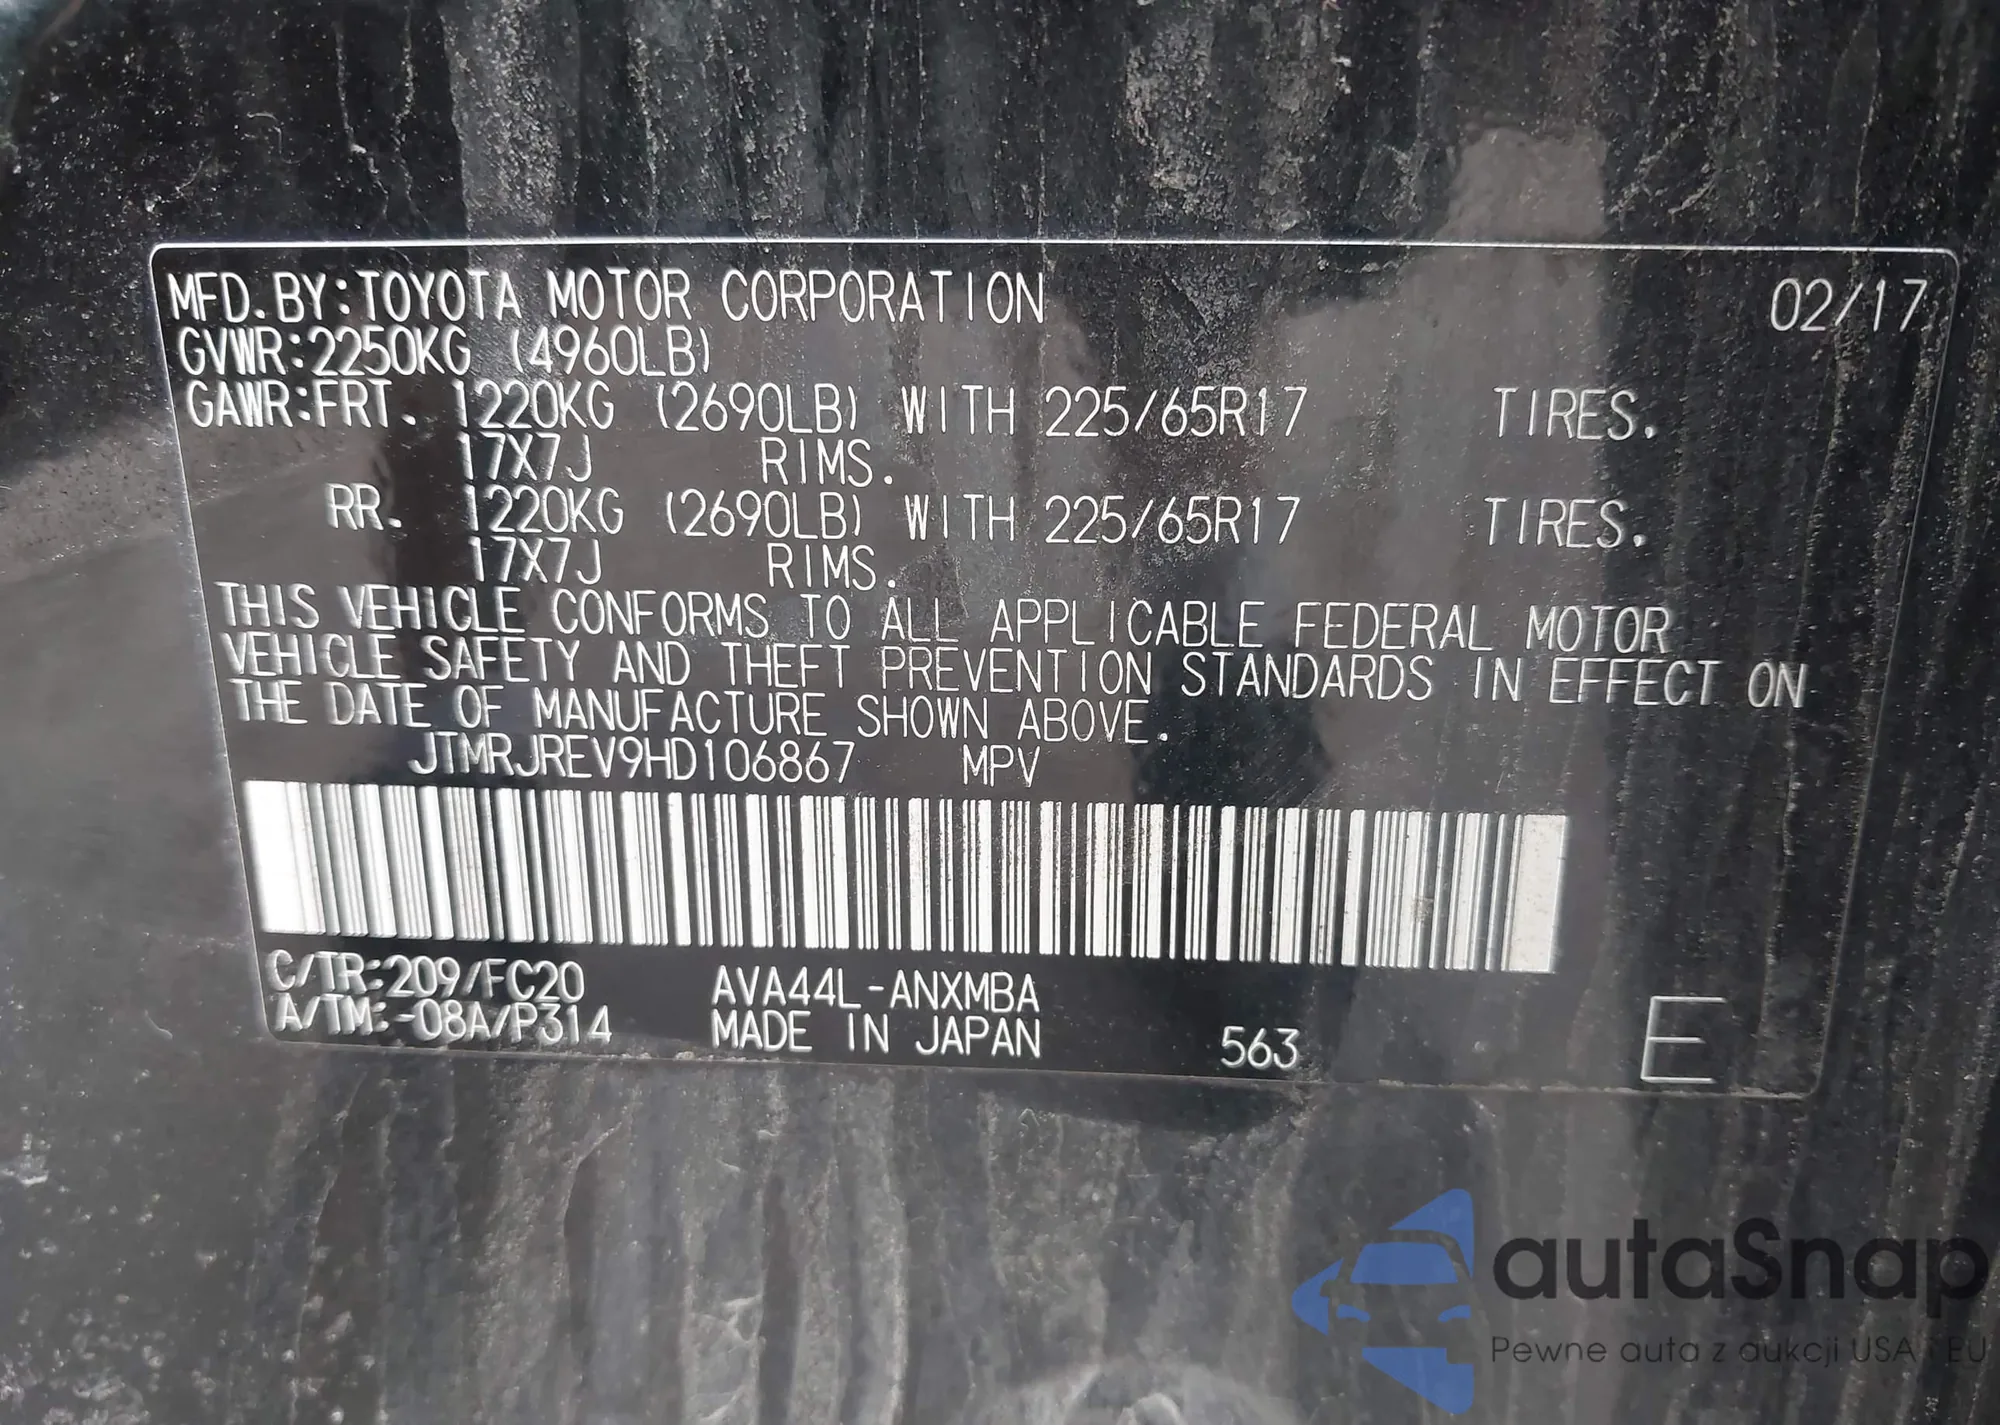 MFD. BY:TOYOTA MOTOR CORPORATION 02/17
GVWR:2250KG (4960LB)
GAWR:FRT. 1220KG (2690LB) WITH 225/65R17 TIRES.
17X7J RIMS.
RR. 1220KG (2690LB) WITH 225/65R17 TIRES.
17X7J RIMS.
THIS VEHICLE CONFORMS TO ALL APPLICABLE FEDERAL MOTOR
VEHICLE SAFETY AND THEFT PREVENTION STANDARDS IN EFFECT ON
THE DATE OF MANUFACTURE SHOWN ABOVE.
JTMRJREV9HD106867 MPV
C/TR:209/FC20 AVA44L-ANXMBA
A/TM:-08A/P314 MADE IN JAPAN 563 E
autaSnap
Pewne auta z aukcji USA i EU